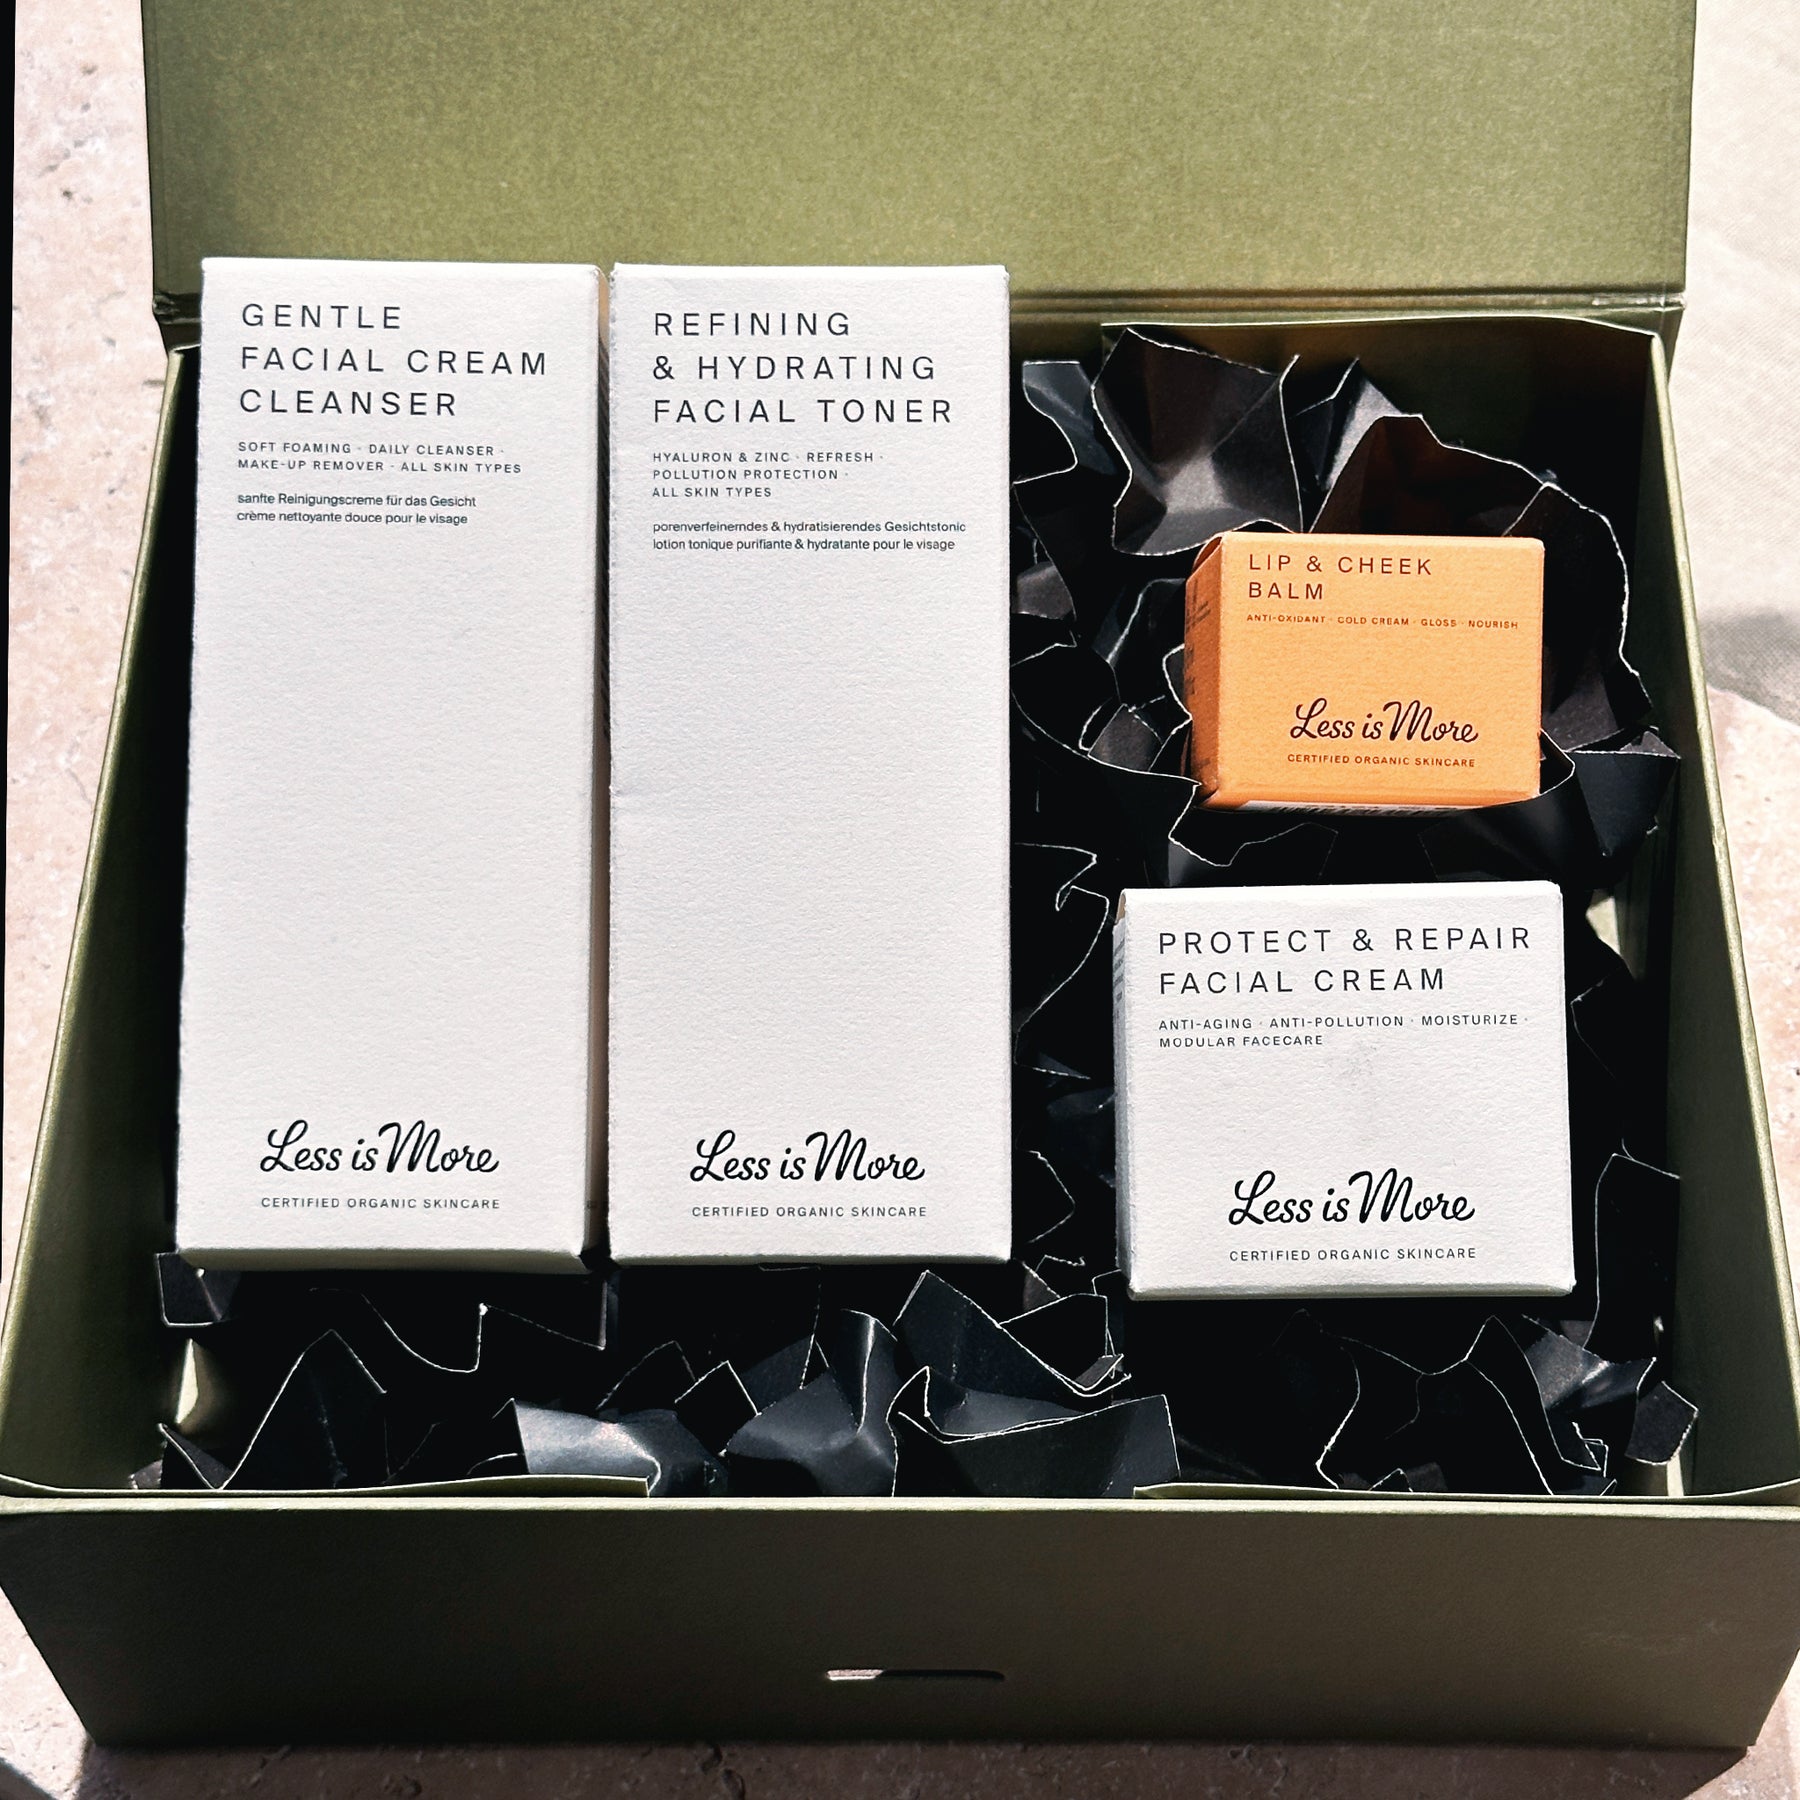 GENTLE
FACIAL CREAM
CLEANSER
SOFT FOAMING · DAILY CLEANSER ·
MAKE-UP REMOVER · ALL SKIN TYPES
sanfte Reinigungscreme für das Gesicht
crème nettoyante douce pour le visage
Less is More
CERTIFIED ORGANIC SKINCARE
REFINING
& HYDRATING
FACIAL TONER
HYALURON & ZINC · REFRESH ·
POLLUTION PROTECTION ·
ALL SKIN TYPES
porenverfeinerndes & hydratisierendes Gesichtstonic
lotion tonique purifiante & hydratante pour le visage
Less is More
CERTIFIED ORGANIC SKINCARE
LIP & CHEEK
BALM
ANTI-OXIDANT · COLD CREAM · GLOSS · NOURISH
Less is More
CERTIFIED ORGANIC SKINCARE
PROTECT & REPAIR
FACIAL CREAM
ANTI-AGING · ANTI-POLLUTION · MOISTURIZE ·
MODULAR FACECARE
Less is More
CERTIFIED ORGANIC SKINCARE